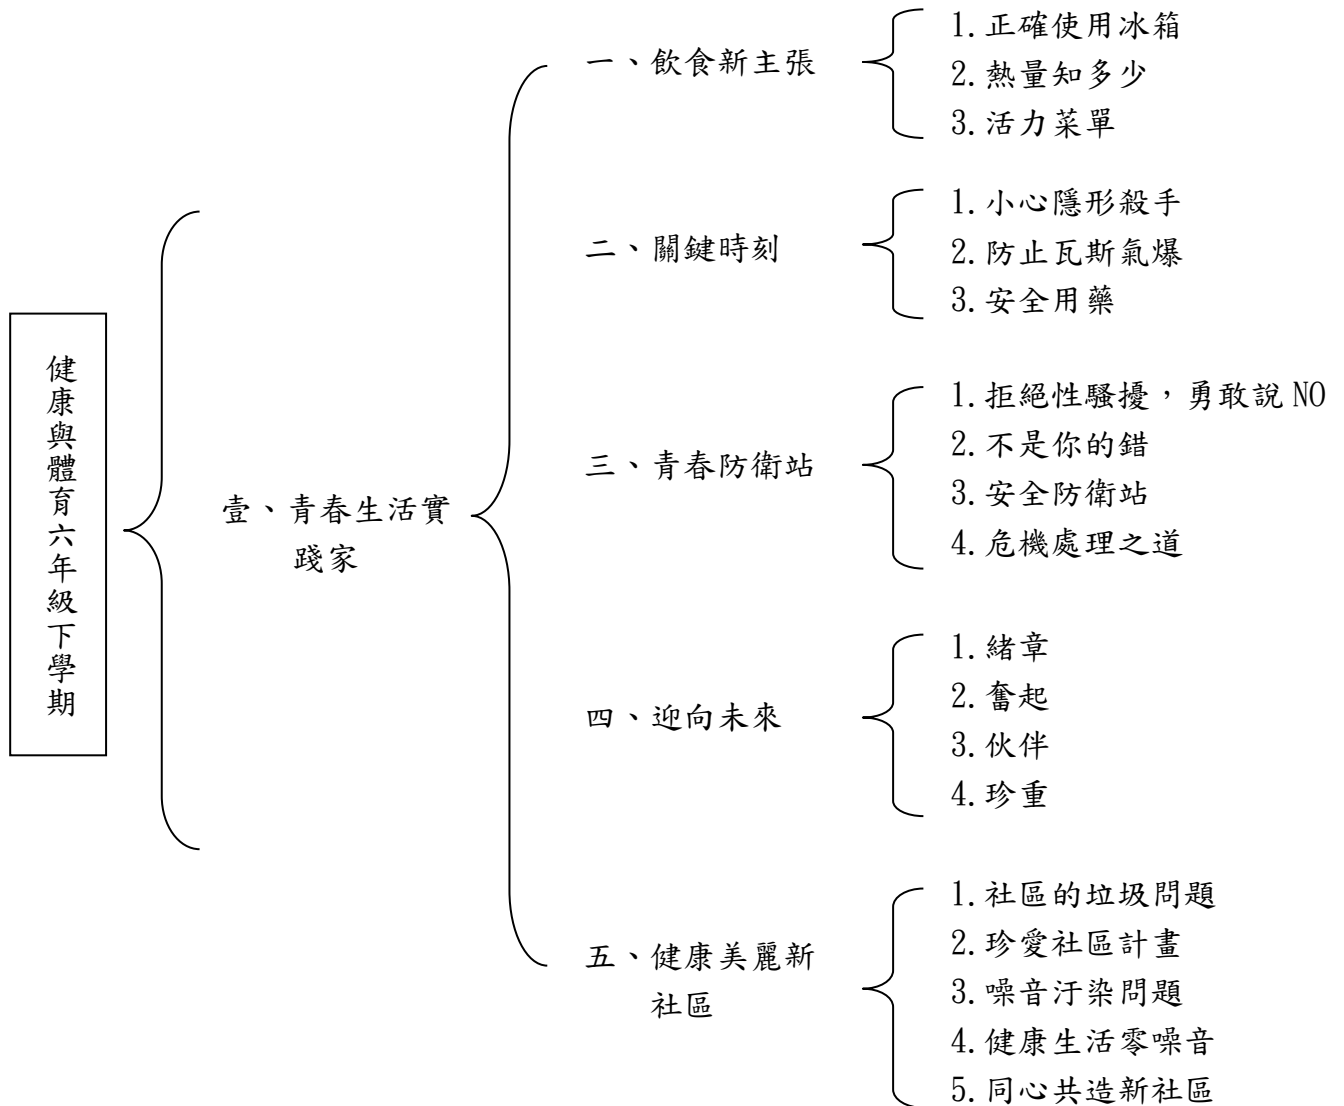 健康與體育六年級下學期
壹、青春生活實
踐家
一、飲食新主張
1.正確使用冰箱
2.熱量知多少
3.活力菜單
二、關鍵時刻
1.小心隱形殺手
2.防止瓦斯氣爆
3.安全用藥
三、青春防衛站
1.拒絕性騷擾，勇敢說 NO
2.不是你的錯
3.安全防衛站
4.危機處理之道
四、迎向未來
1.緒章
2.奮起
3.伙伴
4.珍重
五、健康美麗新
社區
1.社區的垃圾問題
2.珍愛社區計畫
3.噪音汙染問題
4.健康生活零噪音
5.同心共造新社區